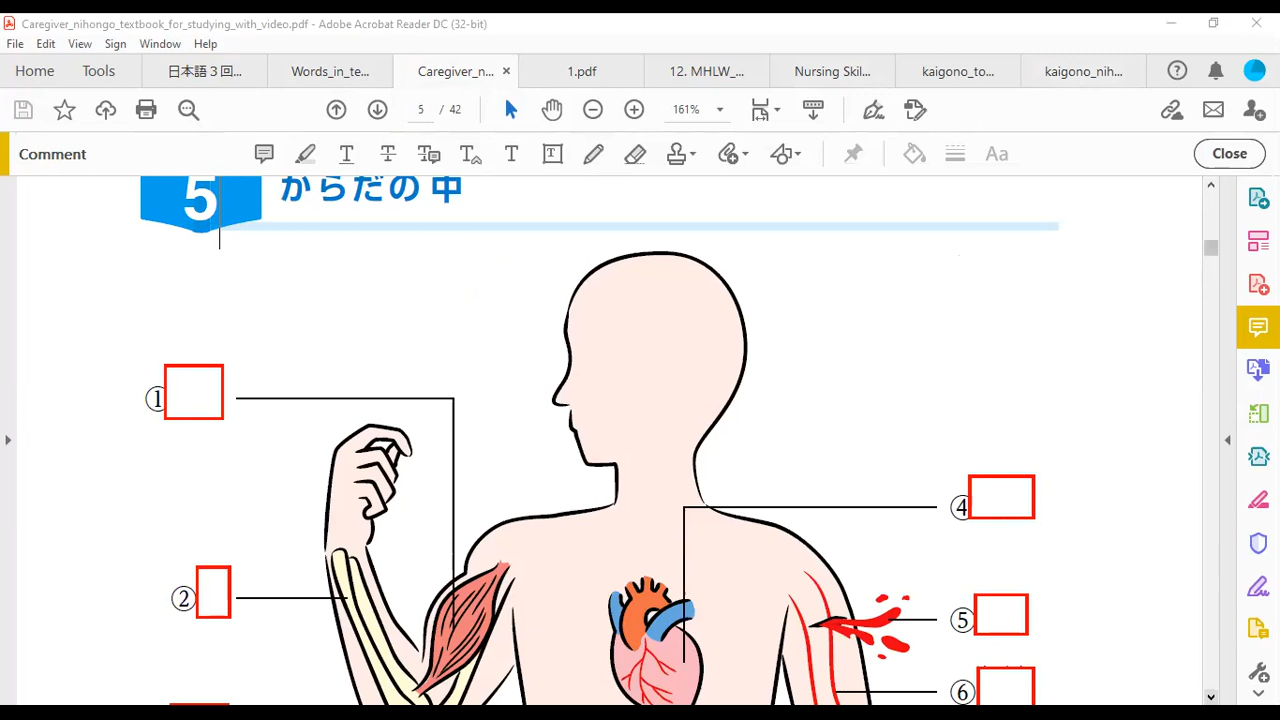 Caregiver_nihongo_textbook_for_studying_with_video.pdf - Adobe Acrobat Reader DC (32-bit)
File Edit View Sign Window Help
Home Tools 日本語３回... Words_in_te... Caregiver_n... 1.pdf 12. MHLW_... Nursing Skil... kaigono_to... kaigono_nih...
5 / 42 161%
Comment Close
5 からだの中
①
④
②
⑤
⑥